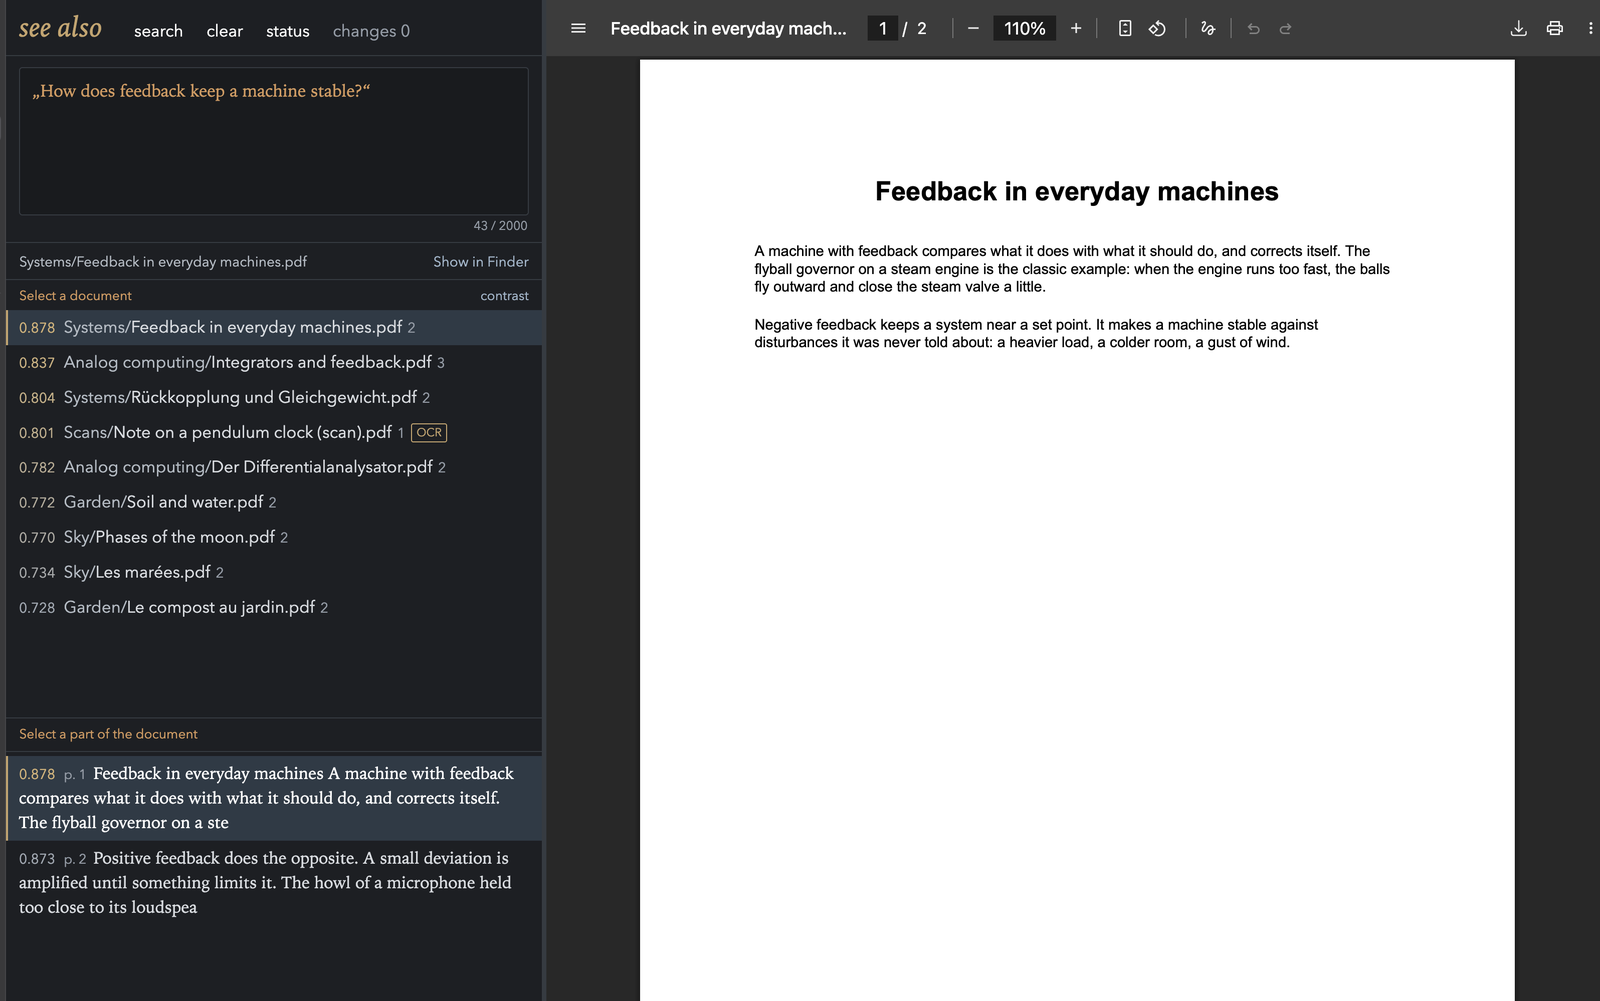 see also search clear status changes 0
„How does feedback keep a machine stable?“
43 / 2000
Systems/Feedback in everyday machines.pdf Show in Finder
Select a document contrast
0.878 Systems/Feedback in everyday machines.pdf 2
0.837 Analog computing/Integrators and feedback.pdf 3
0.804 Systems/Rückkopplung und Gleichgewicht.pdf 2
0.801 Scans/Note on a pendulum clock (scan).pdf 1 OCR
0.782 Analog computing/Der Differentialanalysator.pdf 2
0.772 Garden/Soil and water.pdf 2
0.770 Sky/Phases of the moon.pdf 2
0.734 Sky/Les marées.pdf 2
0.728 Garden/Le compost au jardin.pdf 2
Select a part of the document
0.878 p. 1 Feedback in everyday machines A machine with feedback
compares what it does with what it should do, and corrects itself.
The flyball governor on a ste
0.873 p. 2 Positive feedback does the opposite. A small deviation is
amplified until something limits it. The howl of a microphone held
too close to its loudspea
Feedback in everyday mach... 1 / 2 − 110% +
Feedback in everyday machines
A machine with feedback compares what it does with what it should do, and corrects itself. The
flyball governor on a steam engine is the classic example: when the engine runs too fast, the balls
fly outward and close the steam valve a little.
Negative feedback keeps a system near a set point. It makes a machine stable against
disturbances it was never told about: a heavier load, a colder room, a gust of wind.